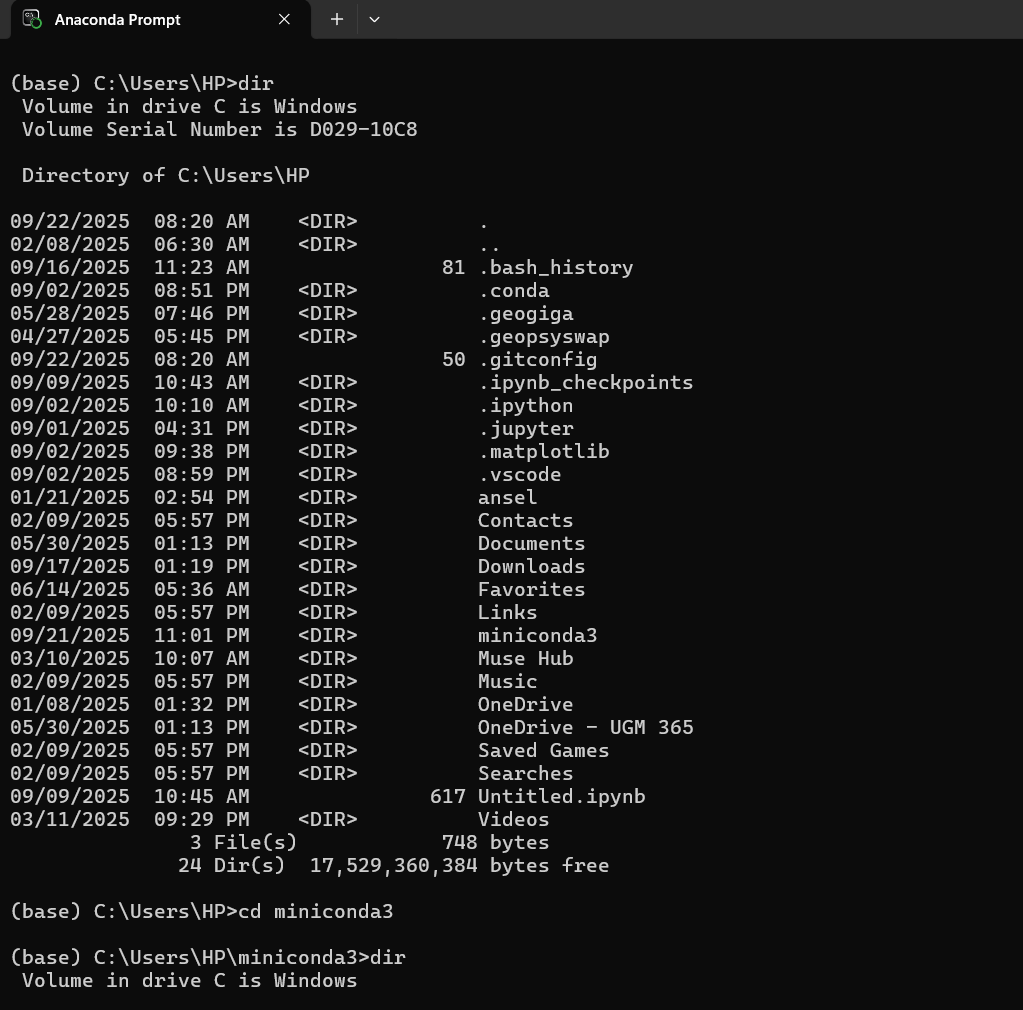 Anaconda Prompt
(base) C:\Users\HP>dir
 Volume in drive C is Windows
 Volume Serial Number is D029-10C8
 Directory of C:\Users\HP
09/22/2025  08:20 AM    <DIR>          .
02/08/2025  06:30 AM    <DIR>          ..
09/16/2025  11:23 AM                81 .bash_history
09/02/2025  08:51 PM    <DIR>          .conda
05/28/2025  07:46 PM    <DIR>          .geogiga
04/27/2025  05:45 PM    <DIR>          .geopsyswap
09/22/2025  08:20 AM                50 .gitconfig
09/09/2025  10:43 AM    <DIR>          .ipynb_checkpoints
09/02/2025  10:10 AM    <DIR>          .ipython
09/01/2025  04:31 PM    <DIR>          .jupyter
09/02/2025  09:38 PM    <DIR>          .matplotlib
09/02/2025  08:59 PM    <DIR>          .vscode
01/21/2025  02:54 PM    <DIR>          ansel
02/09/2025  05:57 PM    <DIR>          Contacts
05/30/2025  01:13 PM    <DIR>          Documents
09/17/2025  01:19 PM    <DIR>          Downloads
06/14/2025  05:36 AM    <DIR>          Favorites
02/09/2025  05:57 PM    <DIR>          Links
09/21/2025  11:01 PM    <DIR>          miniconda3
03/10/2025  10:07 AM    <DIR>          Muse Hub
02/09/2025  05:57 PM    <DIR>          Music
01/08/2025  01:32 PM    <DIR>          OneDrive
05/30/2025  01:13 PM    <DIR>          OneDrive - UGM 365
02/09/2025  05:57 PM    <DIR>          Saved Games
02/09/2025  05:57 PM    <DIR>          Searches
09/09/2025  10:45 AM               617 Untitled.ipynb
03/11/2025  09:29 PM    <DIR>          Videos
               3 File(s)            748 bytes
              24 Dir(s)  17,529,360,384 bytes free
(base) C:\Users\HP>cd miniconda3
(base) C:\Users\HP\miniconda3>dir
 Volume in drive C is Windows